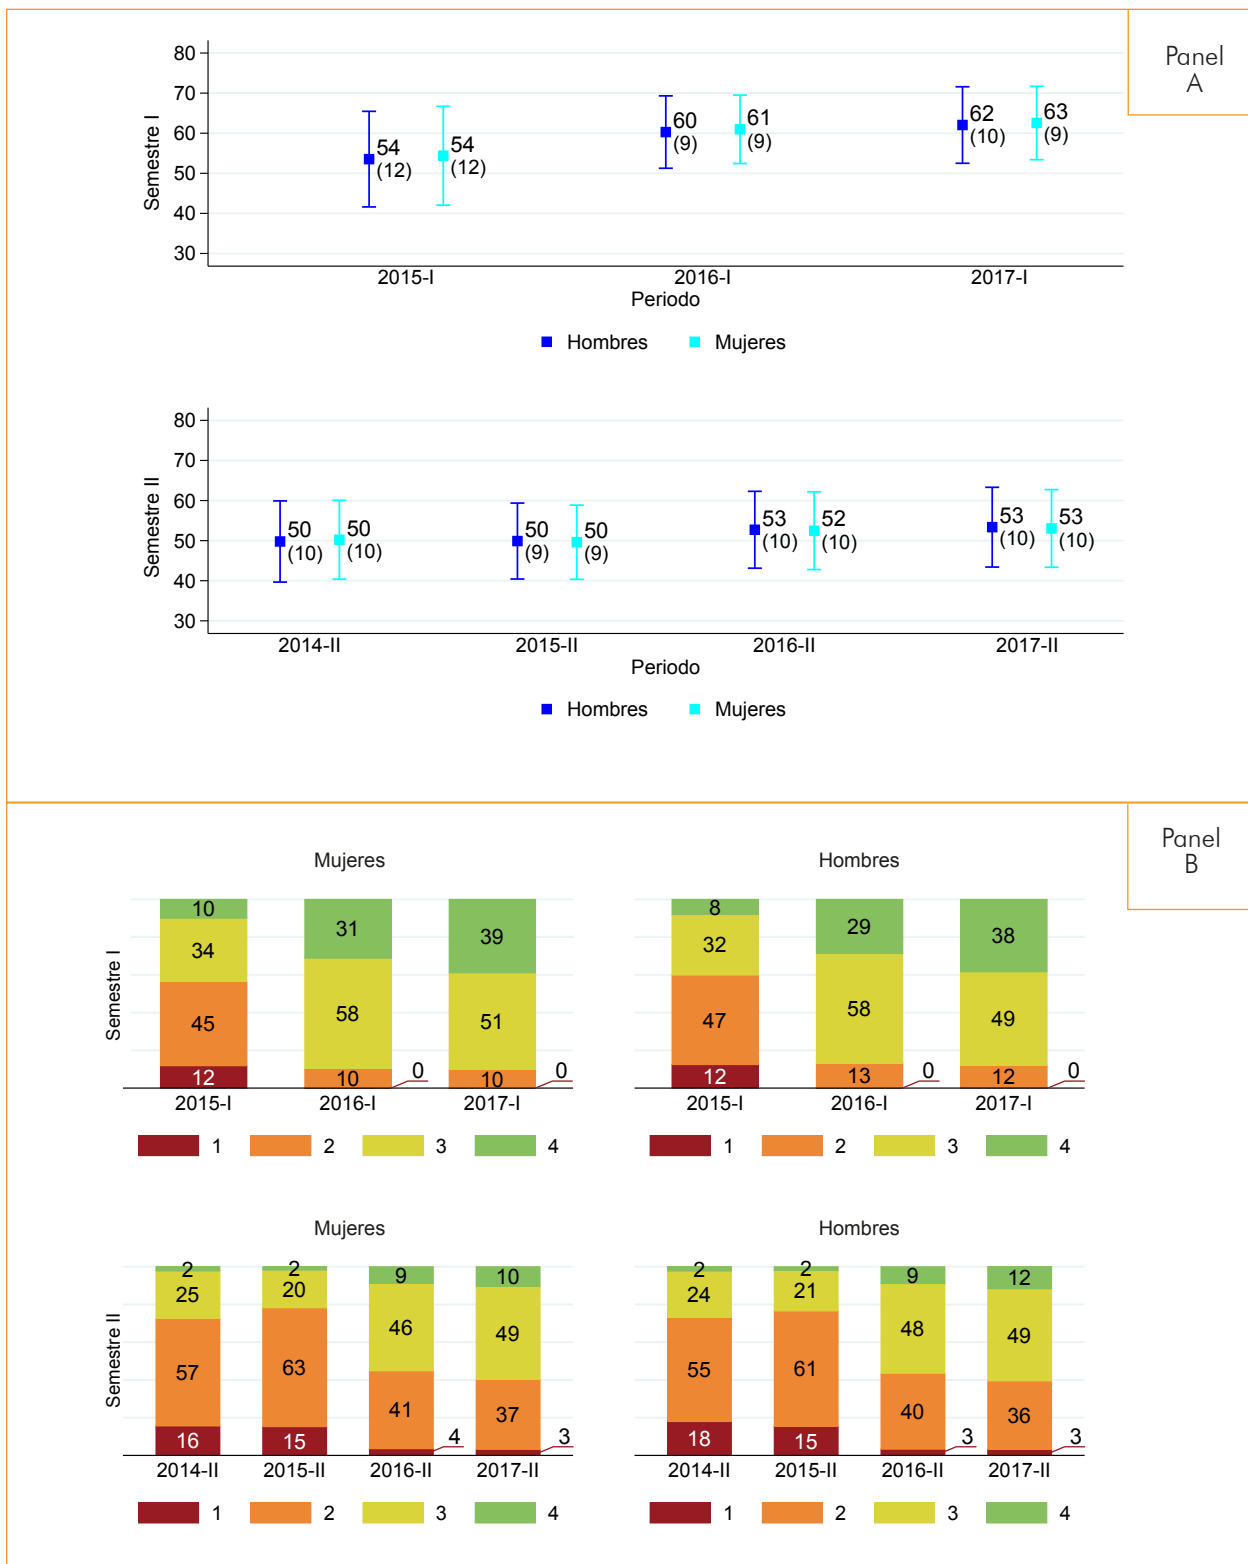 Panel
A
80
70
60
50
40
30
Semestre I
54
(12)
54
(12)
60
(9)
61
(9)
62
(10)
63
(9)
2015-I 2016-I 2017-I
Periodo
Hombres Mujeres
80
70
60
50
40
30
Semestre II
50
(10)
50
(10)
50
(9)
50
(9)
53
(10)
52
(10)
53
(10)
53
(10)
2014-II 2015-II 2016-II 2017-II
Periodo
Hombres Mujeres
Panel
B
Mujeres
Semestre I
10 31 39
34 58 51
45 10 10
12 0 0
2015-I 2016-I 2017-I
1 2 3 4
Hombres
8 29 38
32 58 49
47 13 12
12 0 0
2015-I 2016-I 2017-I
1 2 3 4
Mujeres
Semestre II
2 2 9 10
25 20 46 49
57 63 41 37
16 15 4 3
2014-II 2015-II 2016-II 2017-II
1 2 3 4
Hombres
2 2 9 12
24 21 48 49
55 61 40 36
18 15 3 3
2014-II 2015-II 2016-II 2017-II
1 2 3 4